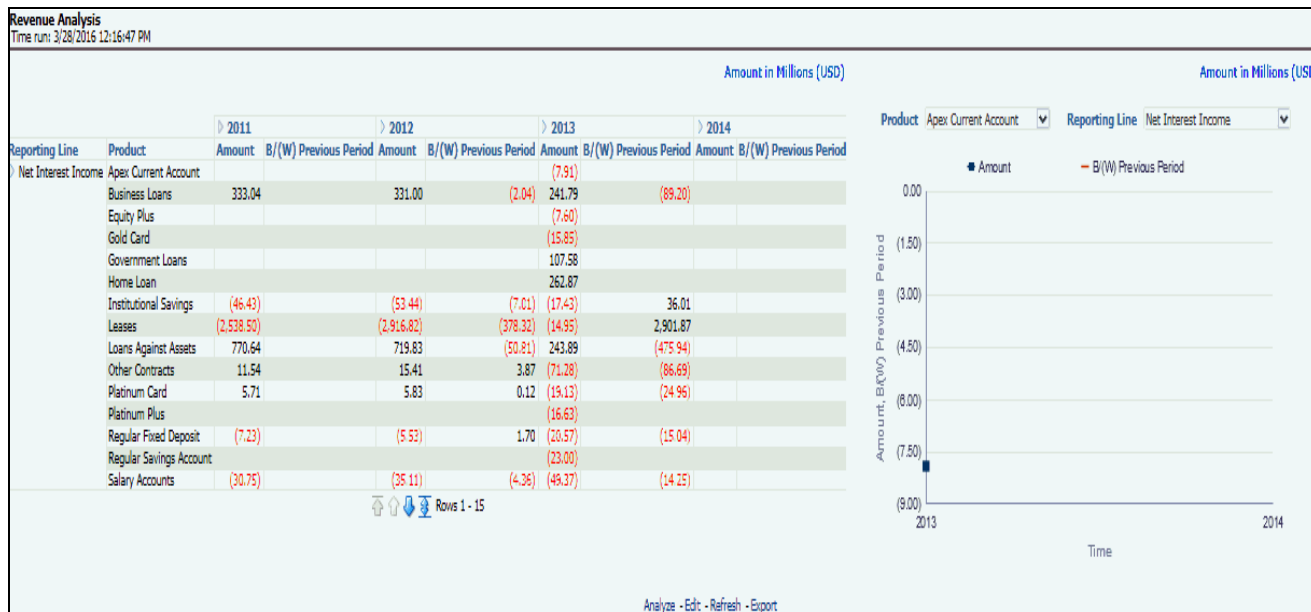 Revenue Analysis
Time run: 3/28/2016 12:16:47 PM
Amount in Millions (USD)
2011 2012 2013 2014
Reporting Line Product Amount B/(W) Previous Period Amount B/(W) Previous Period Amount B/(W) Previous Period Amount B/(W) Previous Period
Net Interest Income Apex Current Account (7.91)
Business Loans 333.04 331.00 (2.04) 241.79 (89.20)
Equity Plus (7.60)
Gold Card (15.85)
Government Loans 107.58
Home Loan 262.87
Institutional Savings (46.43) (53.44) (7.01) (17.43) 36.01
Leases (2,538.50) (2,916.82) (378.32) (14.95) 2,901.87
Loans Against Assets 770.64 719.83 (50.81) 243.89 (475.94)
Other Contracts 11.54 15.41 3.87 (71.28) (86.69)
Platinum Card 5.71 5.83 0.12 (19.13) (24.96)
Platinum Plus (16.63)
Regular Fixed Deposit (7.23) (5.53) 1.70 (20.57) (15.04)
Regular Savings Account (23.00)
Salary Accounts (30.75) (35.11) (4.36) (49.37) (14.25)
Rows 1 - 15
Amount in Millions (USD
Product Apex Current Account Reporting Line Net Interest Income
Amount B/(W) Previous Period
Amount, B/(W) Previous Period
0.00
(1.50)
(3.00)
(4.50)
(6.00)
(7.50)
(9.00)
2013 2014
Time
Analyze - Edit - Refresh - Export